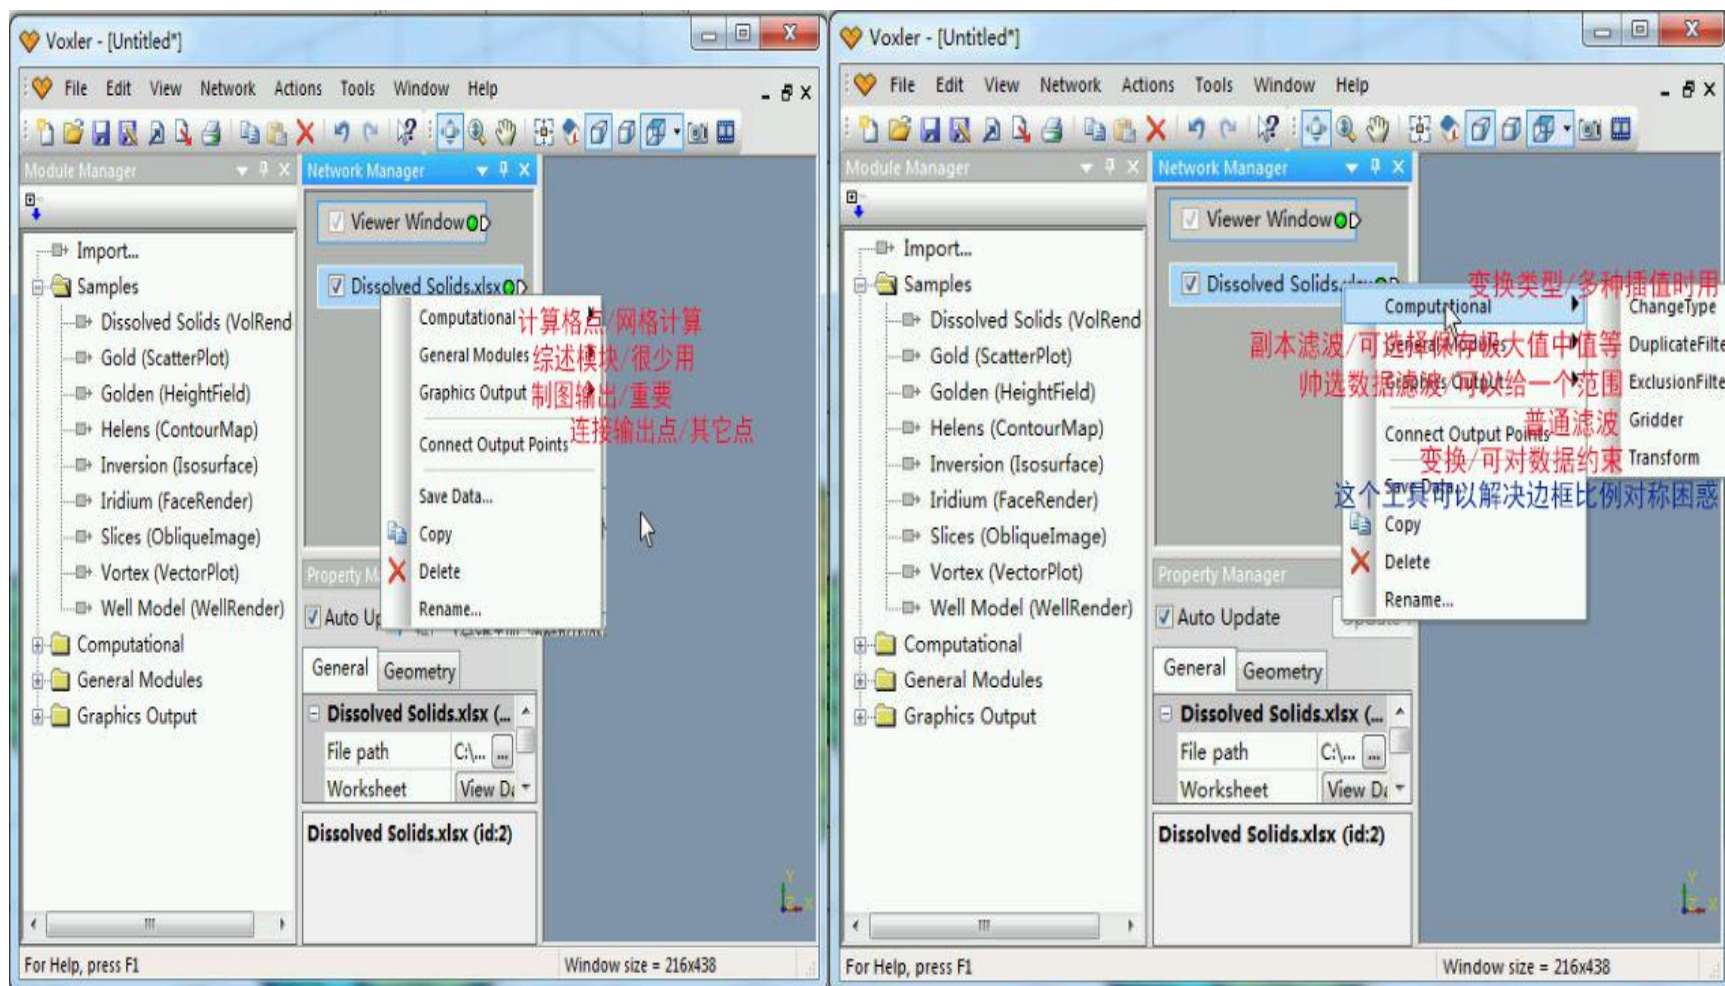 Voxler - [Untitled*]
File Edit View Network Actions Tools Window Help
Module Manager
Network Manager
Viewer Window
Import...
Samples
Dissolved Solids.xlsx
Dissolved Solids (VolRend
Computational 计算格点/网格计算
Gold (ScatterPlot)
General Modules 综述模块/很少用
Golden (HeightField)
Graphics Output 制图输出/重要
Helens (ContourMap)
连接输出点/其它点
Connect Output Points
Inversion (Isosurface)
Iridium (FaceRender)
Save Data...
Slices (ObliqueImage)
Copy
Vortex (VectorPlot)
Property M
Delete
Well Model (WellRender)
Auto Up
Rename...
Computational
General Modules
General Geometry
Graphics Output
Dissolved Solids.xlsx (...
File path C:\... ...
Worksheet View Da
Dissolved Solids.xlsx (id:2)
Y
Z X
For Help, press F1
Window size = 216x438
Voxler - [Untitled*]
File Edit View Network Actions Tools Window Help
Module Manager
Network Manager
Viewer Window
Import...
Samples
Dissolved Solids.xlsx
变换类型/多种插值时用
Computational
ChangeType
Dissolved Solids (VolRend
副本滤波/可选择保存极大值中值等
General Modules
DuplicateFilte
Gold (ScatterPlot)
帅选数据滤波/可以给一个范围
Graphics Output
ExclusionFilte
Golden (HeightField)
普通滤波
Gridder
Helens (ContourMap)
Connect Output Points
变换/可对数据约束
Transform
Inversion (Isosurface)
这个工具可以解决边框比例对称困惑
Save Data...
Iridium (FaceRender)
Copy
Slices (ObliqueImage)
Delete
Vortex (VectorPlot)
Property Manager
Rename...
Well Model (WellRender)
Auto Update
Computational
General Modules
General Geometry
Graphics Output
Dissolved Solids.xlsx (...
File path C:\... ...
Worksheet View Da
Dissolved Solids.xlsx (id:2)
Y
Z X
For Help, press F1
Window size = 216x438